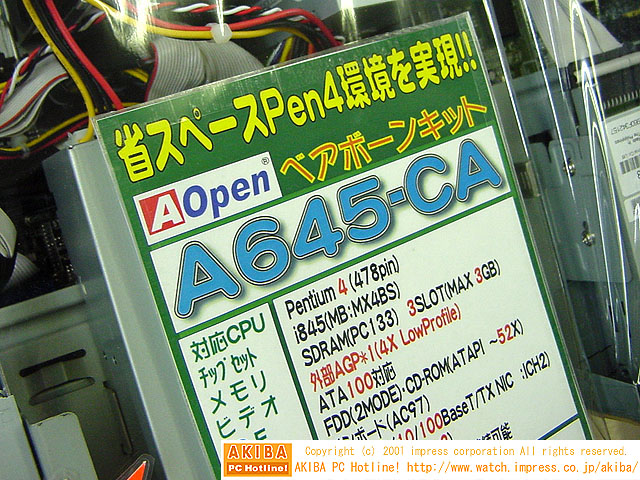 省スペースPen4環境を実現!!
AOpen® ベアボーンキット
A645-CA
対応CPU Pentium 4 (478pin)
チップセット i845(MB:MX4BS)
メモリ SDRAM(PC133) 3SLOT(MAX 3GB)
ビデオ 外部AGP*1(4X LowProfile)
ATA100対応
FDD(2MODE)・CD-ROM(ATAPI ~52X)
ボード(AC97)
10/100BaseT/TX NIC
AKIBA
PC Hotline!
Copyright (c) 2001 impress corporation All rights reserved.
AKIBA PC Hotline! http://www.watch.impress.co.jp/akiba/